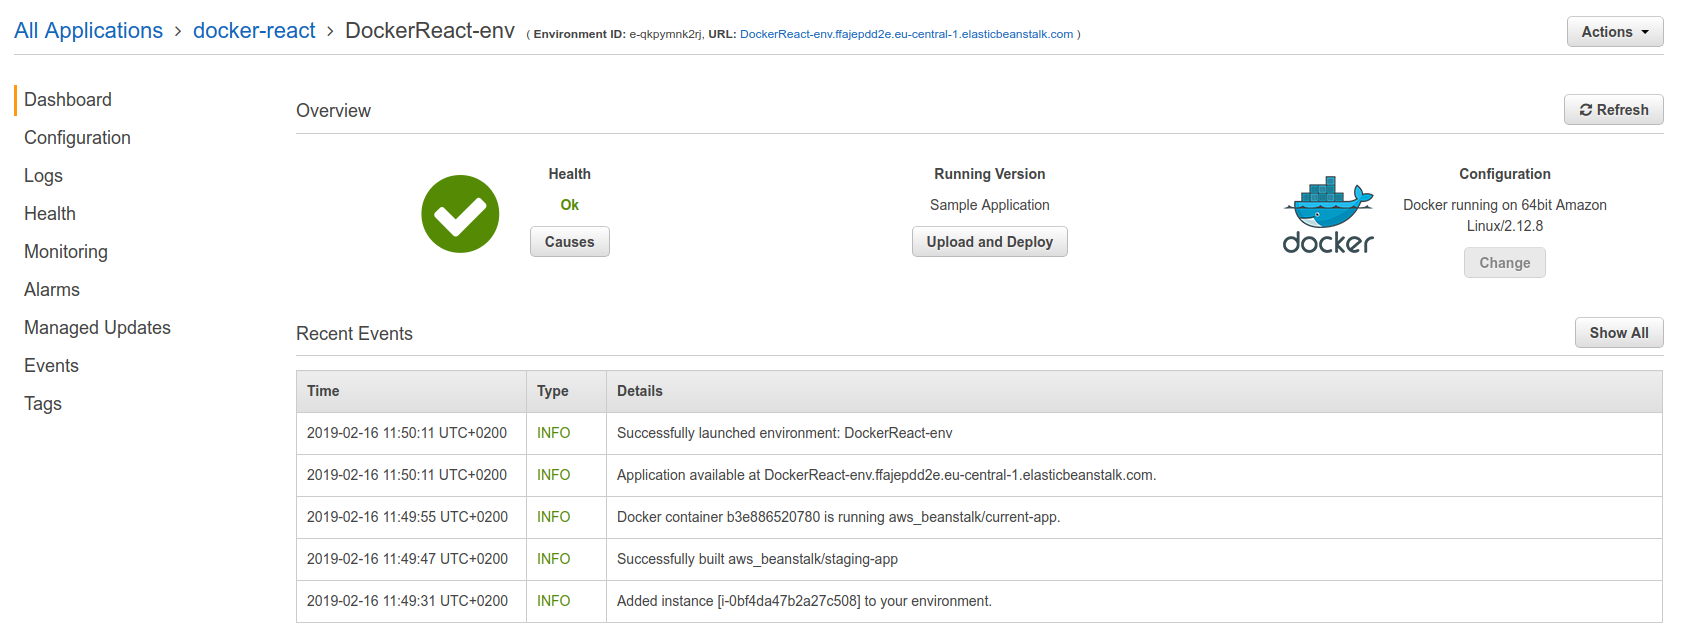 All Applications › docker-react › DockerReact-env ( Environment ID: e-qkpymnk2rj, URL: DockerReact-env.ffajepdd2e.eu-central-1.elasticbeanstalk.com )
Actions
Dashboard
Configuration
Logs
Health
Monitoring
Alarms
Managed Updates
Events
Tags
Overview
Refresh
Health
Ok
Causes
Running Version
Sample Application
Upload and Deploy
docker
Configuration
Docker running on 64bit Amazon
Linux/2.12.8
Change
Recent Events
Show All
Time Type Details
2019-02-16 11:50:11 UTC+0200 INFO Successfully launched environment: DockerReact-env
2019-02-16 11:50:11 UTC+0200 INFO Application available at DockerReact-env.ffajepdd2e.eu-central-1.elasticbeanstalk.com.
2019-02-16 11:49:55 UTC+0200 INFO Docker container b3e886520780 is running aws_beanstalk/current-app.
2019-02-16 11:49:47 UTC+0200 INFO Successfully built aws_beanstalk/staging-app
2019-02-16 11:49:31 UTC+0200 INFO Added instance [i-0bf4da47b2a27c508] to your environment.